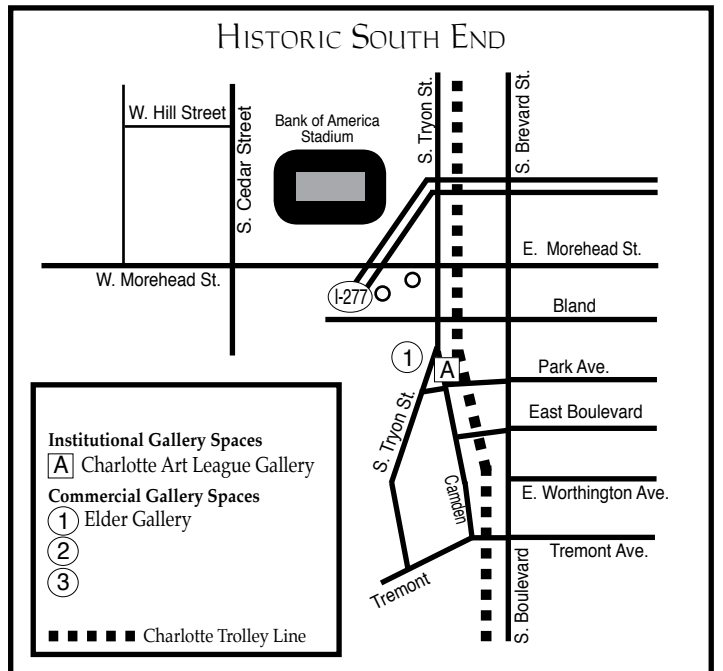 HISTORIC SOUTH END
W. Hill Street
S. Cedar Street
Bank of America
Stadium
S. Tryon St.
S. Brevard St.
W. Morehead St.
E. Morehead St.
I-277
Bland
1
A
Park Ave.
S. Tryon St.
East Boulevard
Camden
E. Worthington Ave.
Tremont
Tremont Ave.
S. Boulevard
Institutional Gallery Spaces
A Charlotte Art League Gallery
Commercial Gallery Spaces
1 Elder Gallery
2
3
Charlotte Trolley Line